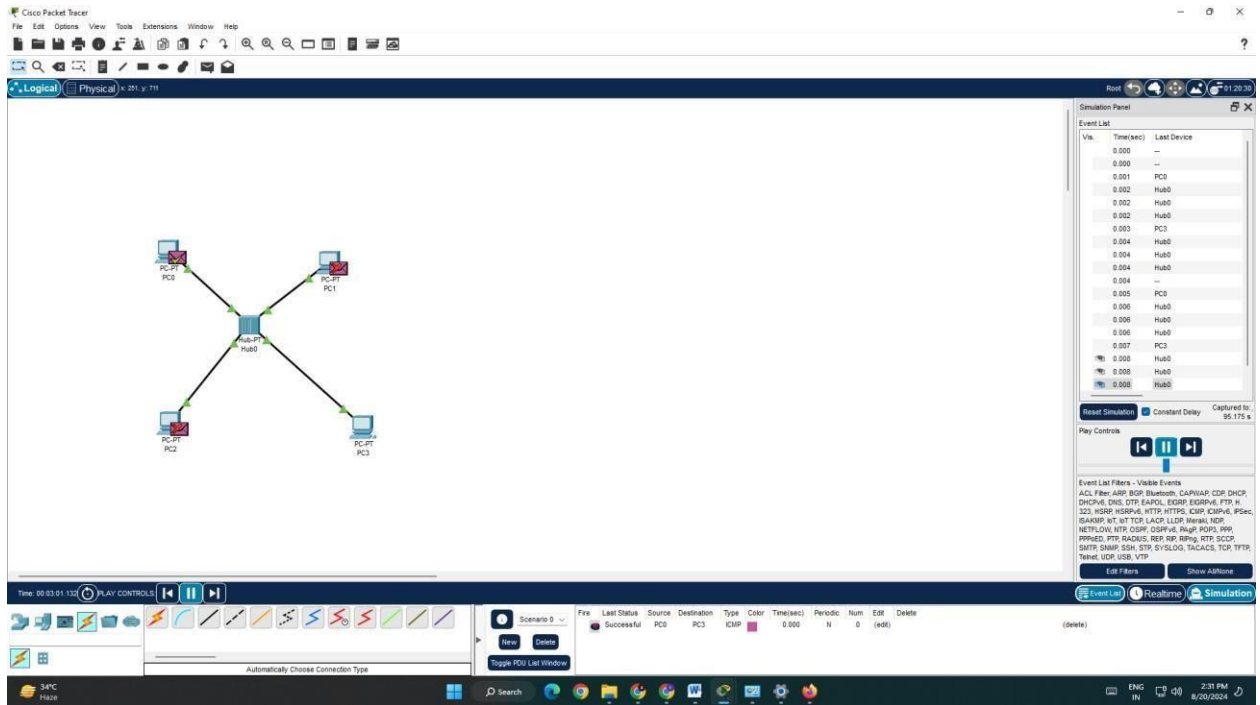 Cisco Packet Tracer
File Edit Options View Tools Extensions Window Help
?
Logical Physical x: 251, y: 711 Root 01:20:30
Simulation Panel
Event List
Vis. Time(sec) Last Device
0.000 --
0.000 --
0.001 PC0
0.002 Hub0
0.002 Hub0
0.002 Hub0
0.003 PC3
0.004 Hub0
0.004 Hub0
0.004 Hub0
0.004 --
0.005 PC0
0.006 Hub0
0.006 Hub0
0.006 Hub0
0.007 PC3
0.008 Hub0
0.008 Hub0
0.008 Hub0
PC-PT
PC0
PC-PT
PC1
Hub-PT
Hub0
PC-PT
PC2
PC-PT
PC3
Reset Simulation Constant Delay Captured to:
95.175 s
Play Controls
Event List Filters - Visible Events
ACL Filter, ARP, BGP, Bluetooth, CAPWAP, CDP, DHCP,
DHCPv6, DNS, DTP, EAPOL, EIGRP, EIGRPv6, FTP, H.
323, HSRP, HSRPv6, HTTP, HTTPS, ICMP, ICMPv6, IPSec,
ISAKMP, IoT, IoT TCP, LACP, LLDP, Meraki, NDP,
NETFLOW, NTP, OSPF, OSPFv6, PAgP, POP3, PPP,
PPPoED, PTP, RADIUS, REP, RIP, RIPng, RTP, SCCP,
SMTP, SNMP, SSH, STP, SYSLOG, TACACS, TCP, TFTP,
Telnet, UDP, USB, VTP
Edit Filters Show All/None
Time: 00:03:01.132 PLAY CONTROLS: Event List Realtime Simulation
Scenario 0
New Delete
Toggle PDU List Window
Fire Last Status Source Destination Type Color Time(sec) Periodic Num Edit Delete
Successful PC0 PC3 ICMP 0.000 N 0 (edit) (delete)
Automatically Choose Connection Type
34°C
Haze
Search
ENG
IN
2:31 PM
8/20/2024